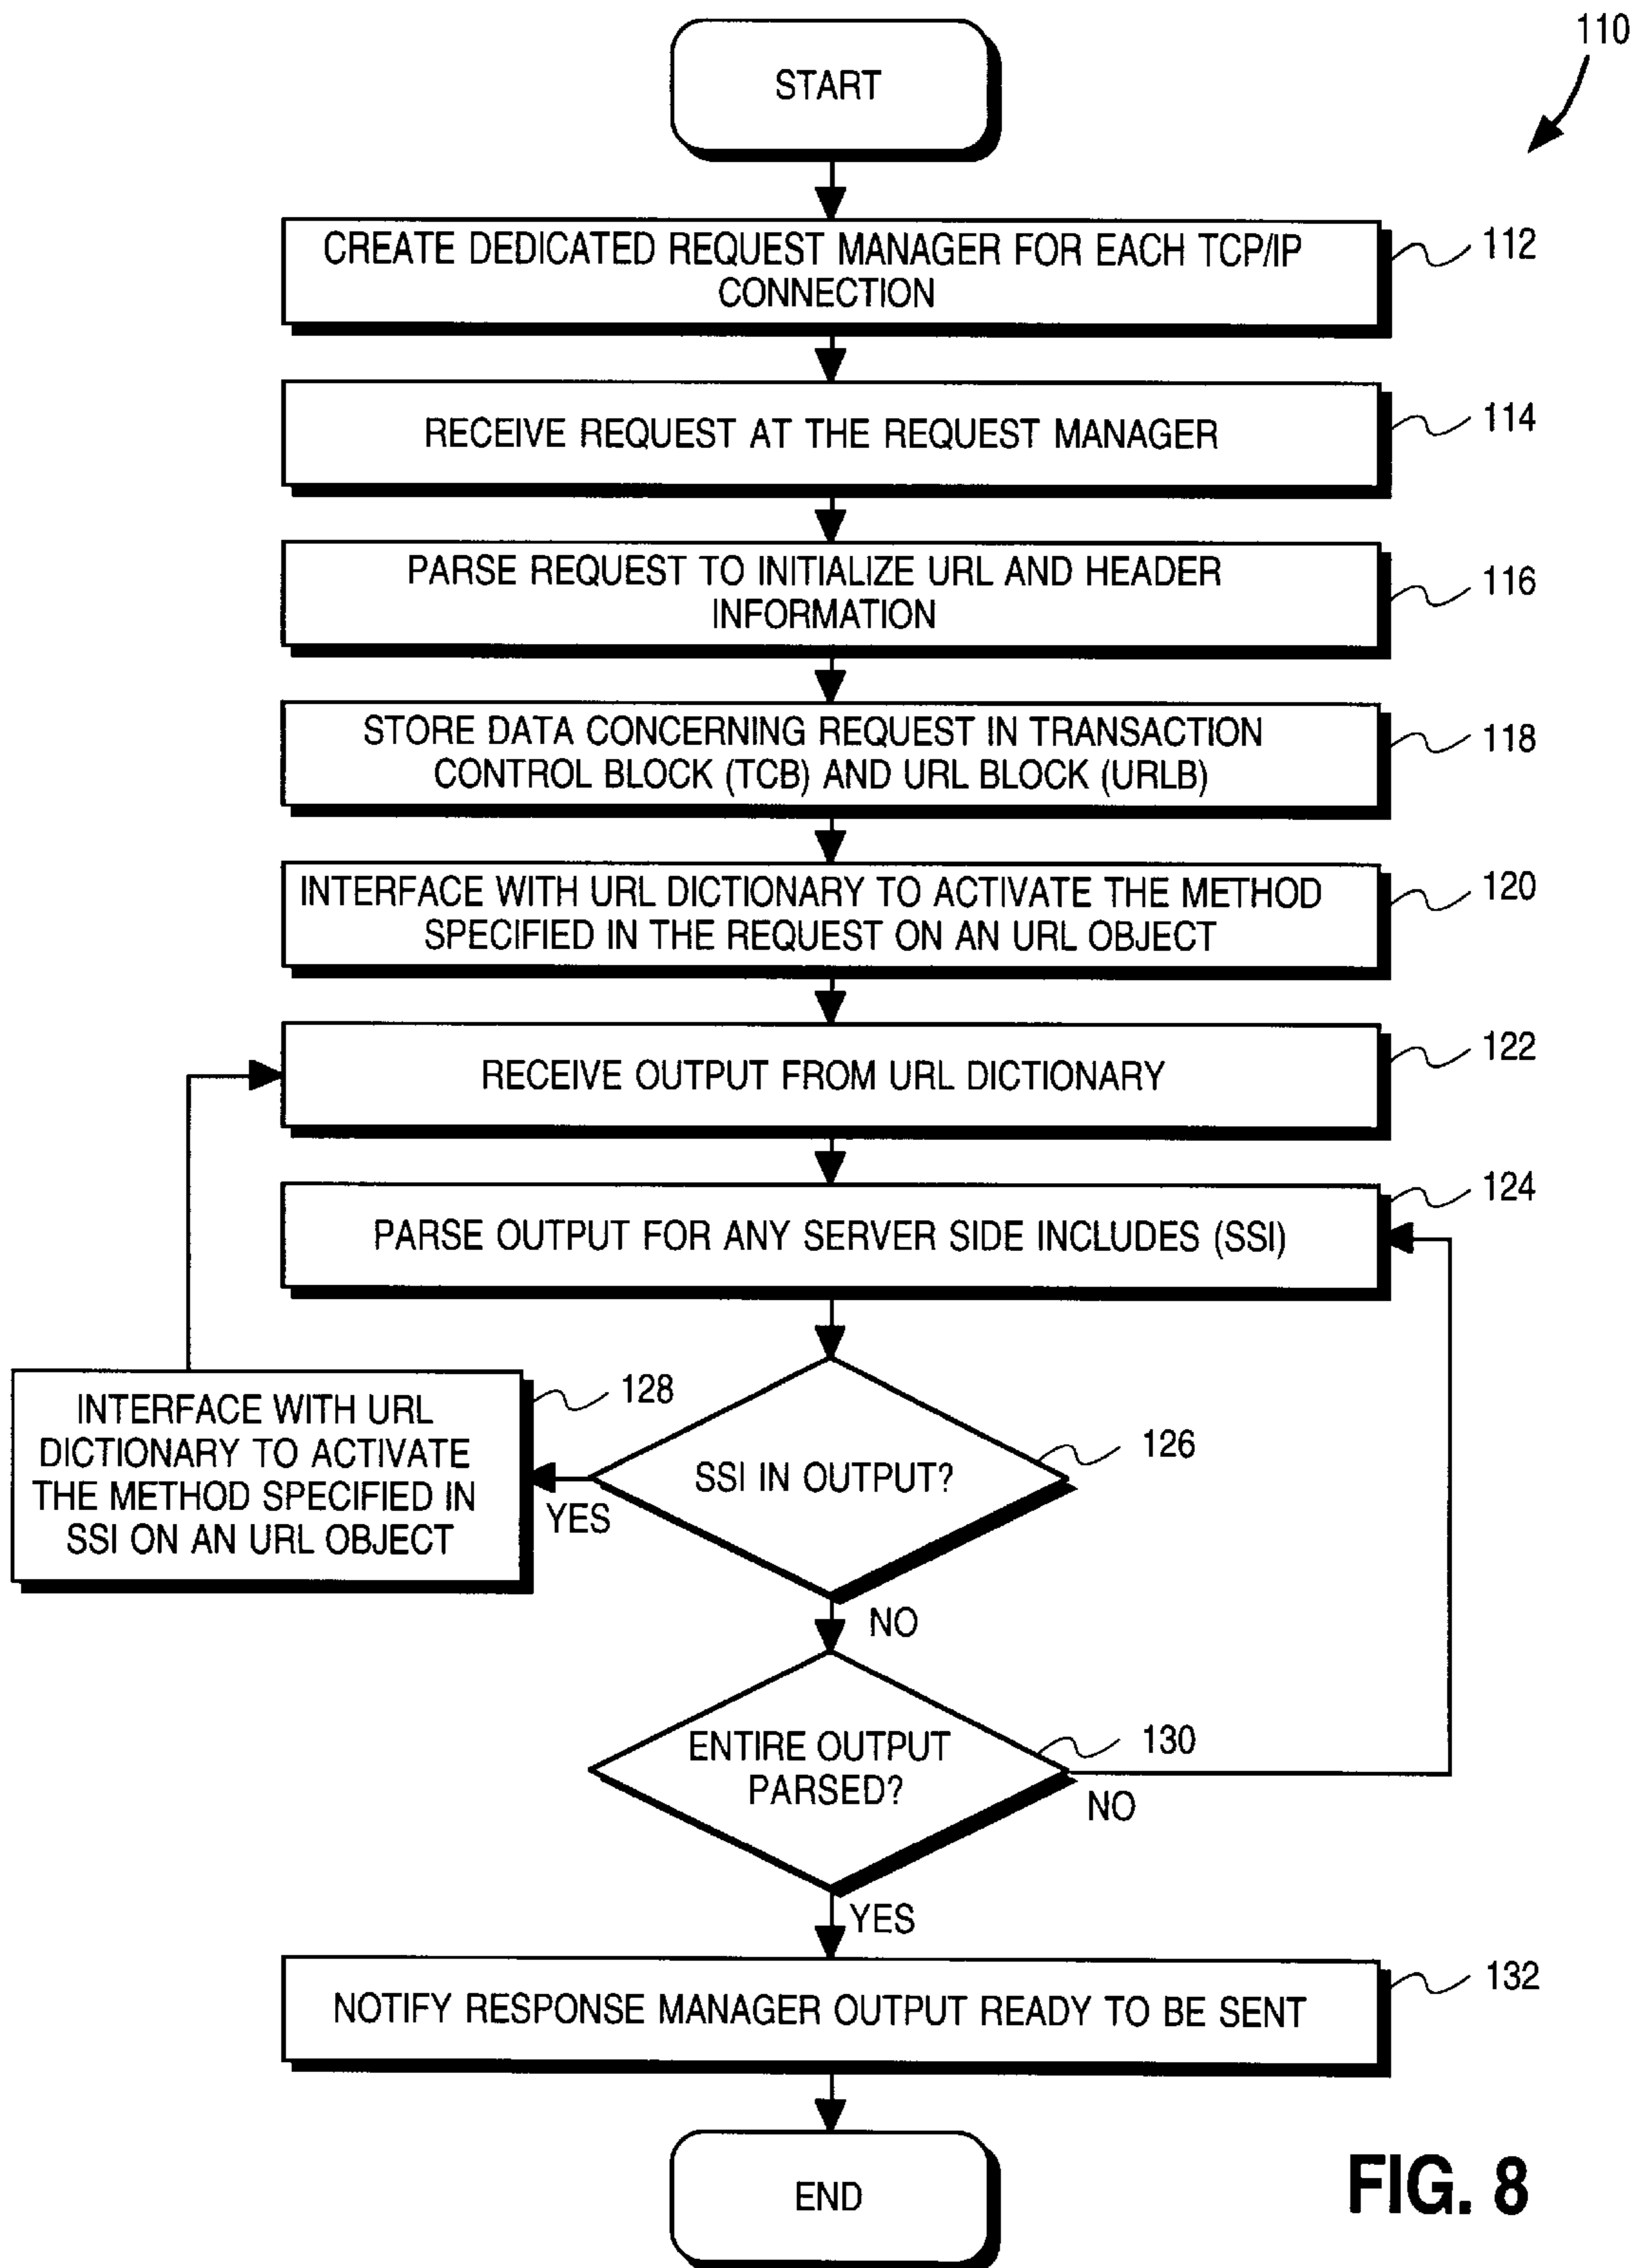 110
START
CREATE DEDICATED REQUEST MANAGER FOR EACH TCP/IP
CONNECTION
112
RECEIVE REQUEST AT THE REQUEST MANAGER
114
PARSE REQUEST TO INITIALIZE URL AND HEADER
INFORMATION
116
STORE DATA CONCERNING REQUEST IN TRANSACTION
CONTROL BLOCK (TCB) AND URL BLOCK (URLB)
118
INTERFACE WITH URL DICTIONARY TO ACTIVATE THE METHOD
SPECIFIED IN THE REQUEST ON AN URL OBJECT
120
RECEIVE OUTPUT FROM URL DICTIONARY
122
PARSE OUTPUT FOR ANY SERVER SIDE INCLUDES (SSI)
124
INTERFACE WITH URL
DICTIONARY TO ACTIVATE
THE METHOD SPECIFIED IN
SSI ON AN URL OBJECT
128
YES
SSI IN OUTPUT?
126
NO
ENTIRE OUTPUT
PARSED?
130
NO
YES
NOTIFY RESPONSE MANAGER OUTPUT READY TO BE SENT
132
END
FIG. 8